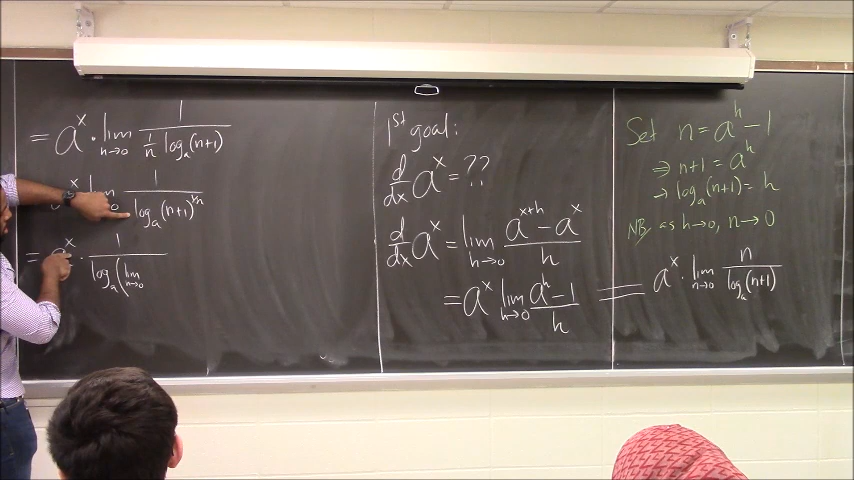 = a^x · lim_{n→0} 1 / (1/n log_a(n+1))
x lim 0 1 / log_a(n+1)^{1/n}
= a^x · 1 / log_a(lim_{n→0}
1st goal:
d/dx a^x = ??
d/dx a^x = lim_{h→0} (a^{x+h} − a^x) / h
= a^x lim_{h→0} (a^h − 1) / h = a^x · lim_{n→0} n / log_a(n+1)
Set n = a^h − 1
⇒ n+1 = a^h
→ log_a(n+1) = h
NB as h→0, n→0